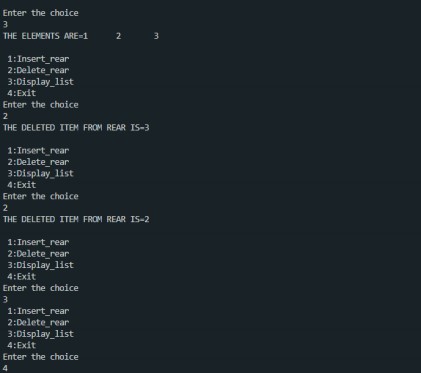 Enter the choice
3
THE ELEMENTS ARE=1 2 3
1:Insert_rear
2:Delete_rear
3:Display_list
4:Exit
Enter the choice
2
THE DELETED ITEM FROM REAR IS=3
1:Insert_rear
2:Delete_rear
3:Display_list
4:Exit
Enter the choice
2
THE DELETED ITEM FROM REAR IS=2
1:Insert_rear
2:Delete_rear
3:Display_list
4:Exit
Enter the choice
3
1:Insert_rear
2:Delete_rear
3:Display_list
4:Exit
Enter the choice
4